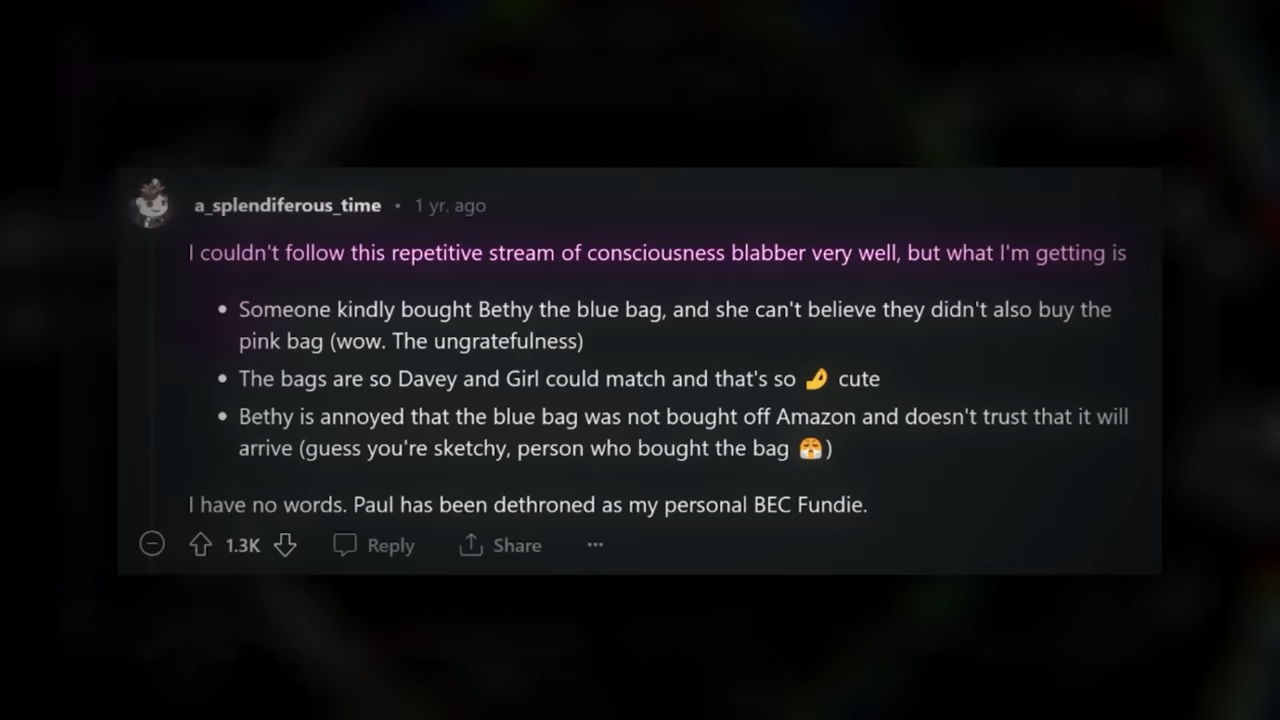 a_splendiferous_time • 1 yr. ago
I couldn't follow this repetitive stream of consciousness blabber very well, but what I'm getting is
• Someone kindly bought Bethy the blue bag, and she can't believe they didn't also buy the
pink bag (wow. The ungratefulness)
• The bags are so Davey and Girl could match and that's so 🤌 cute
• Bethy is annoyed that the blue bag was not bought off Amazon and doesn't trust that it will
arrive (guess you're sketchy, person who bought the bag 😤)
I have no words. Paul has been dethroned as my personal BEC Fundie.
1.3K Reply Share ...